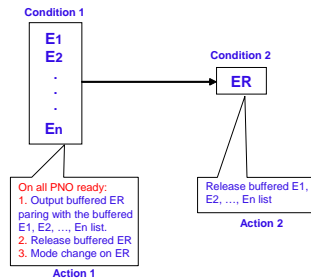 Condition 1
E1
E2
.
.
.
En
Condition 2
ER
On all PNO ready:
1. Output buffered ER
paring with the buffered
E1, E2, ..., En list.
2. Release buffered ER
3. Mode change on ER
Action 1
Release buffered E1,
E2, ..., En list
Action 2